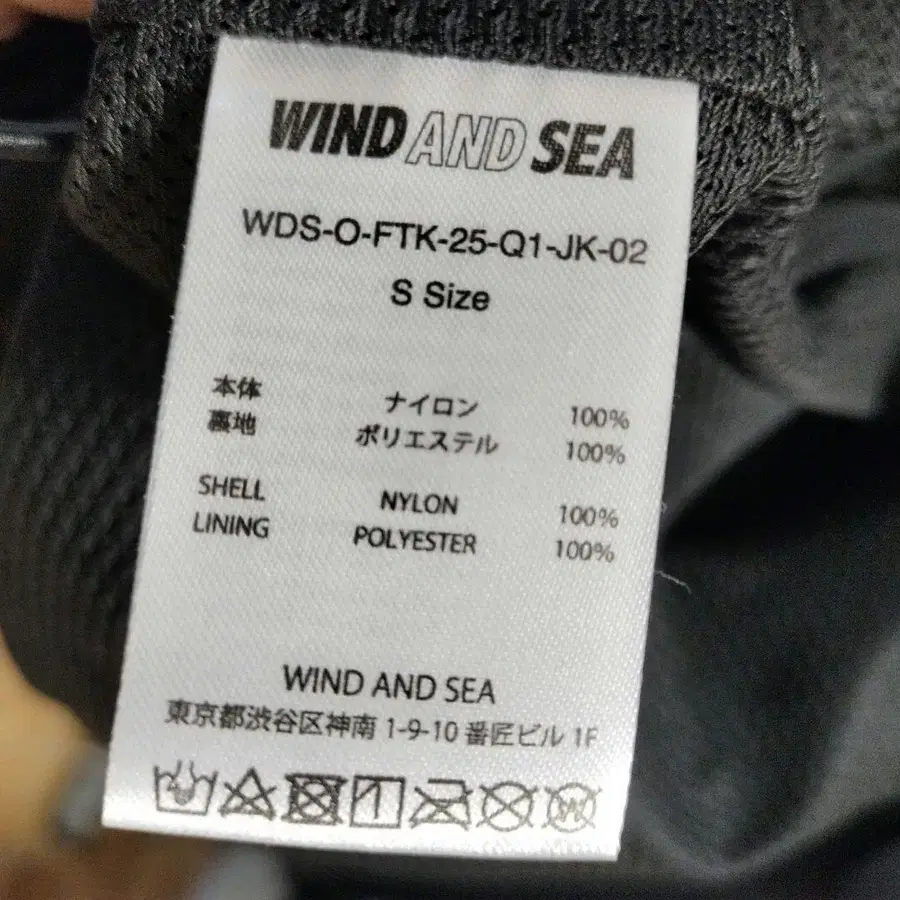 WIND AND SEA
WDS-O-FTK-25-Q1-JK-02
S Size
本体 ナイロン 100%
裏地 ポリエステル 100%
SHELL NYLON 100%
LINING POLYESTER 100%
WIND AND SEA
東京都渋谷区神南 1-9-10 番匠ビル 1F
W